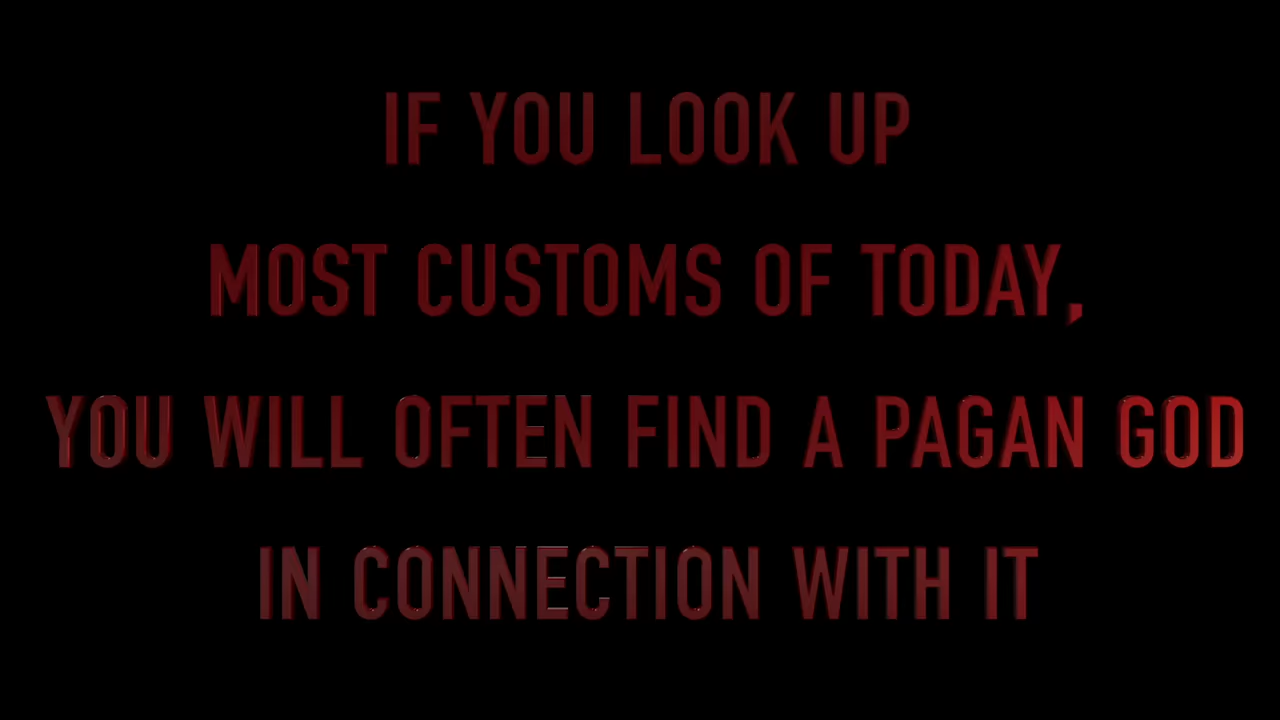 IF YOU LOOK UP
MOST CUSTOMS OF TODAY,
YOU WILL OFTEN FIND A PAGAN GOD
IN CONNECTION WITH IT